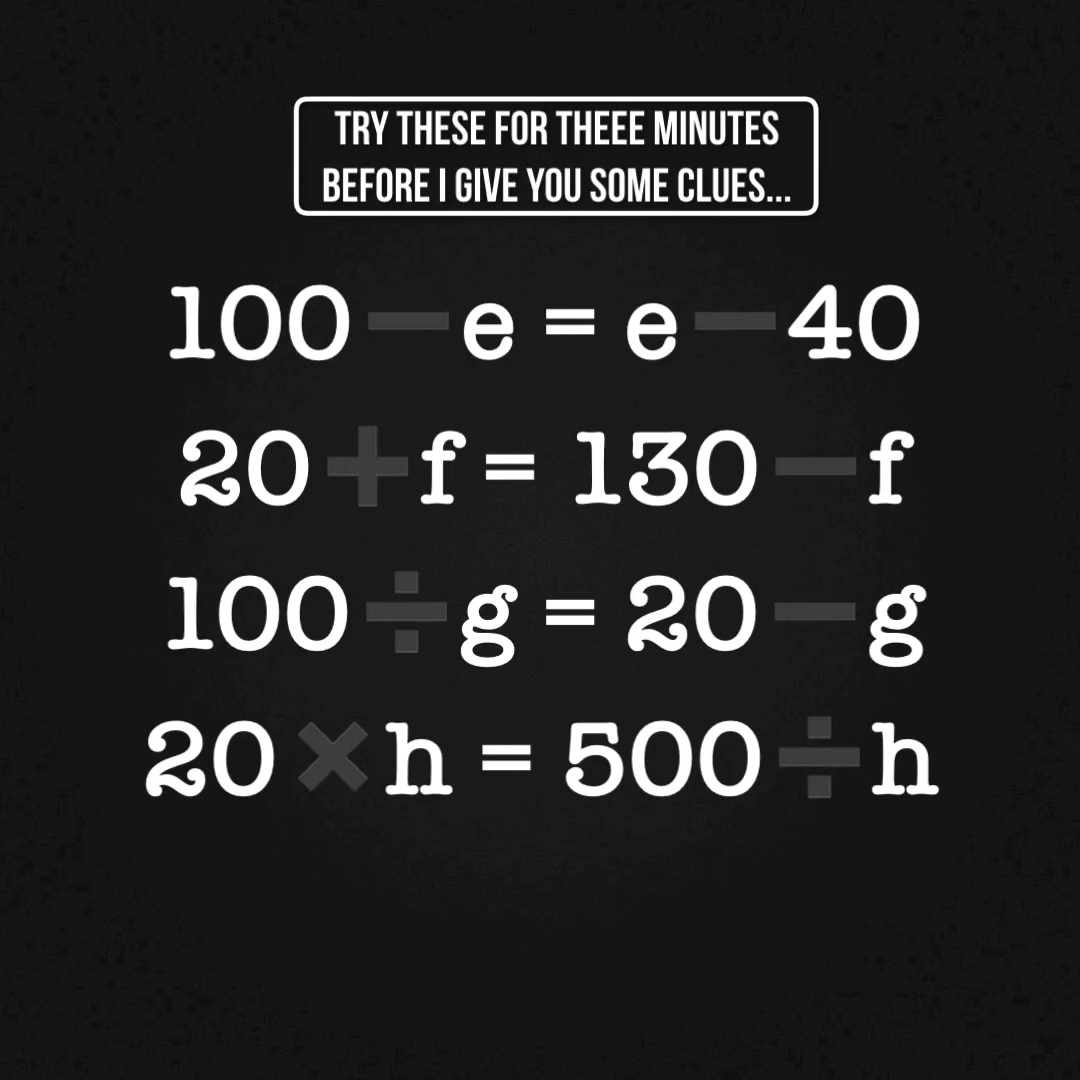 TRY THESE FOR THEEE MINUTES
BEFORE I GIVE YOU SOME CLUES...
100 − e = e − 40
20 + f = 130 − f
100 ÷ g = 20 − g
20 × h = 500 ÷ h